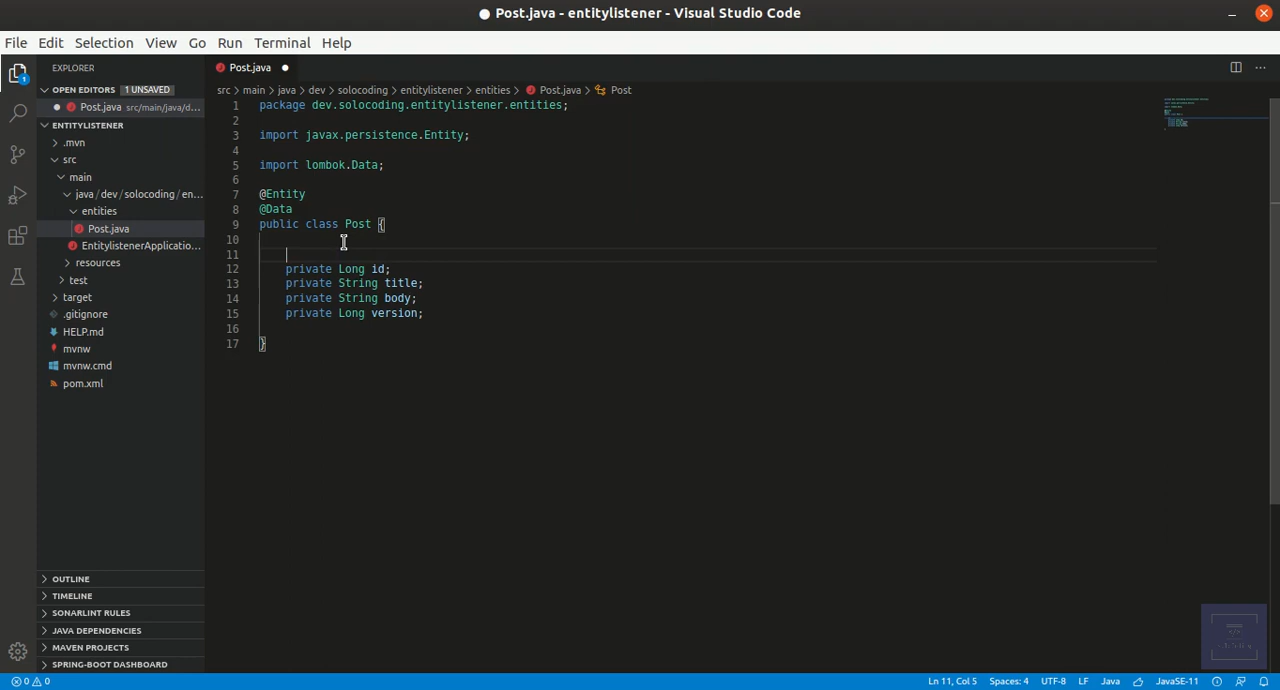 ● Post.java - entitylistener - Visual Studio Code
File Edit Selection View Go Run Terminal Help
EXPLORER
OPEN EDITORS 1 UNSAVED
Post.java src/main/java/d...
ENTITYLISTENER
.mvn
src
main
java / dev / solocoding / en...
entities
Post.java
EntitylistenerApplicatio...
resources
test
target
.gitignore
HELP.md
mvnw
mvnw.cmd
pom.xml
OUTLINE
TIMELINE
SONARLINT RULES
JAVA DEPENDENCIES
MAVEN PROJECTS
SPRING-BOOT DASHBOARD
1
Post.java ●
src > main > java > dev > solocoding > entitylistener > entities > Post.java > Post
1 package dev.solocoding.entitylistener.entities;
2
3 import javax.persistence.Entity;
4
5 import lombok.Data;
6
7 @Entity
8 @Data
9 public class Post {
10
11
12 private Long id;
13 private String title;
14 private String body;
15 private Long version;
16
17 }
0 0 Ln 11, Col 5 Spaces: 4 UTF-8 LF Java JavaSE-11